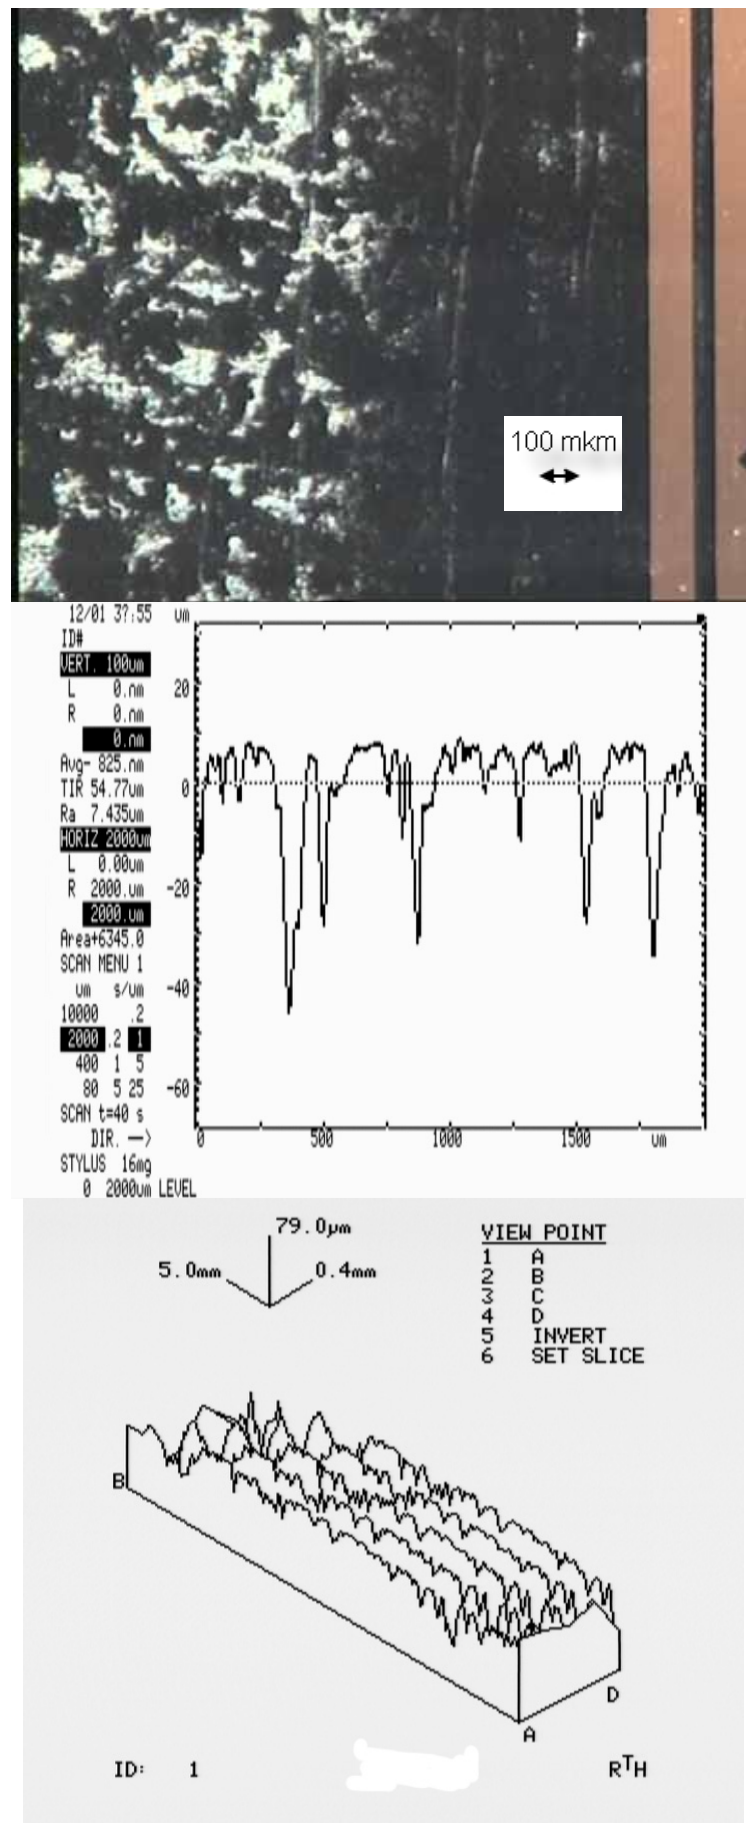 100 mkm
12/01 37:55 um
ID#
VERT. 100um
L 0.nm
R 0.nm
0.nm
Avg- 825.nm
TIR 54.77um
Ra 7.435um
HORIZ 2000um
L 0.00um
R 2000.um
2000.um
Area+6345.0
SCAN MENU 1
um s/um
10000 .2
2000 .2 1
400 1 5
80 5 25
SCAN t=40 s
DIR. —>
STYLUS 16mg
0 2000um LEVEL
20
0
-20
-40
-60
0 500 1000 1500 um
79.0µm
5.0mm 0.4mm
VIEW POINT
1 A
2 B
3 C
4 D
5 INVERT
6 SET SLICE
B
D
A
ID: 1 RTH